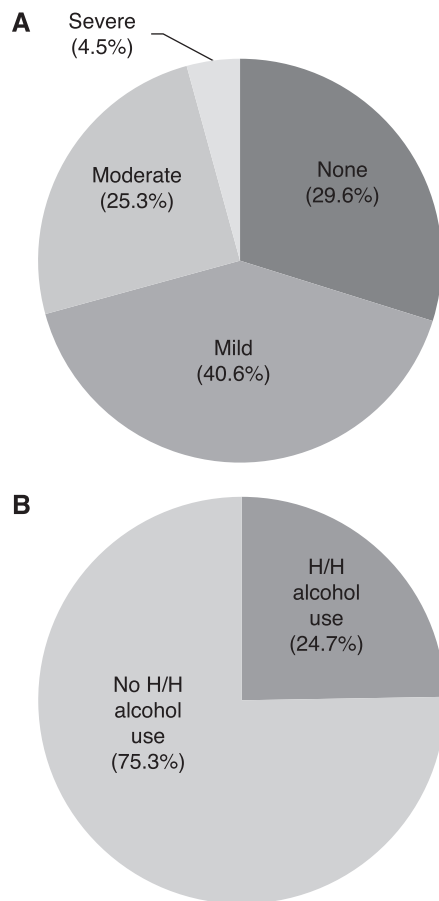 A
Severe
(4.5%)
None
(29.6%)
Moderate
(25.3%)
Mild
(40.6%)
B
H/H
alcohol
use
(24.7%)
No H/H
alcohol
use
(75.3%)